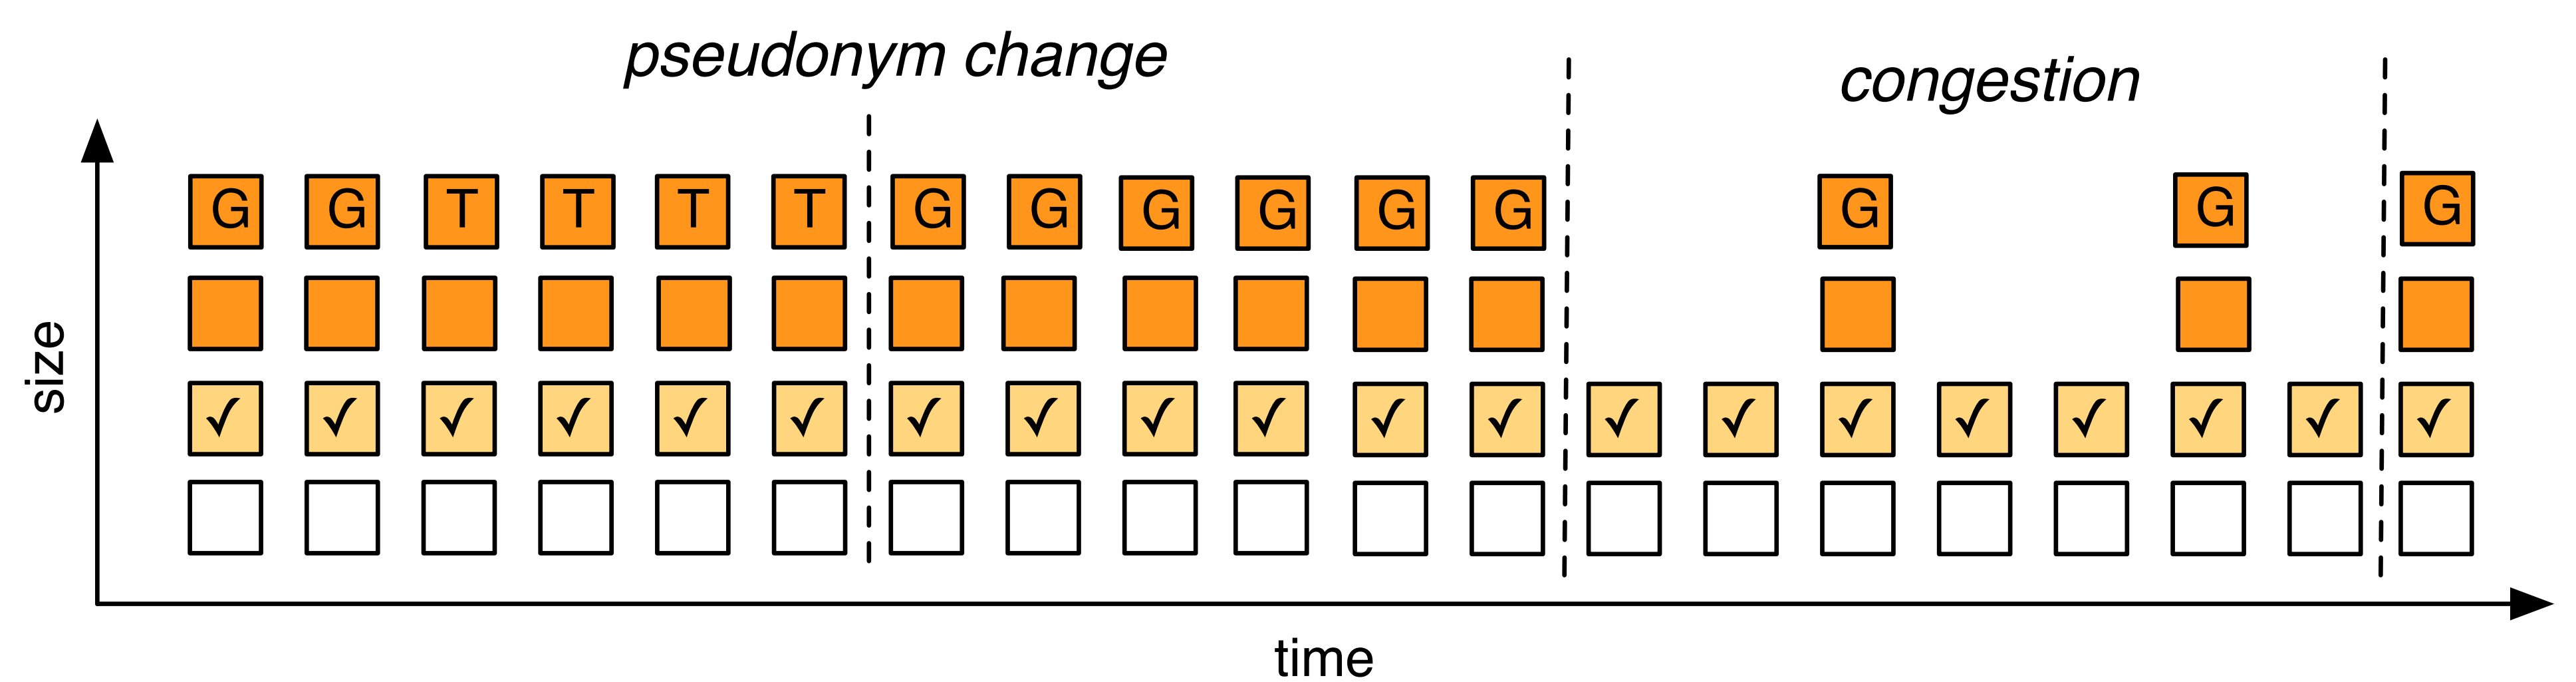 pseudonym change
congestion
G G T T T T G G G G G G G G G
✓ ✓ ✓ ✓ ✓ ✓ ✓ ✓ ✓ ✓ ✓ ✓ ✓ ✓ ✓ ✓ ✓ ✓ ✓ ✓
size
time